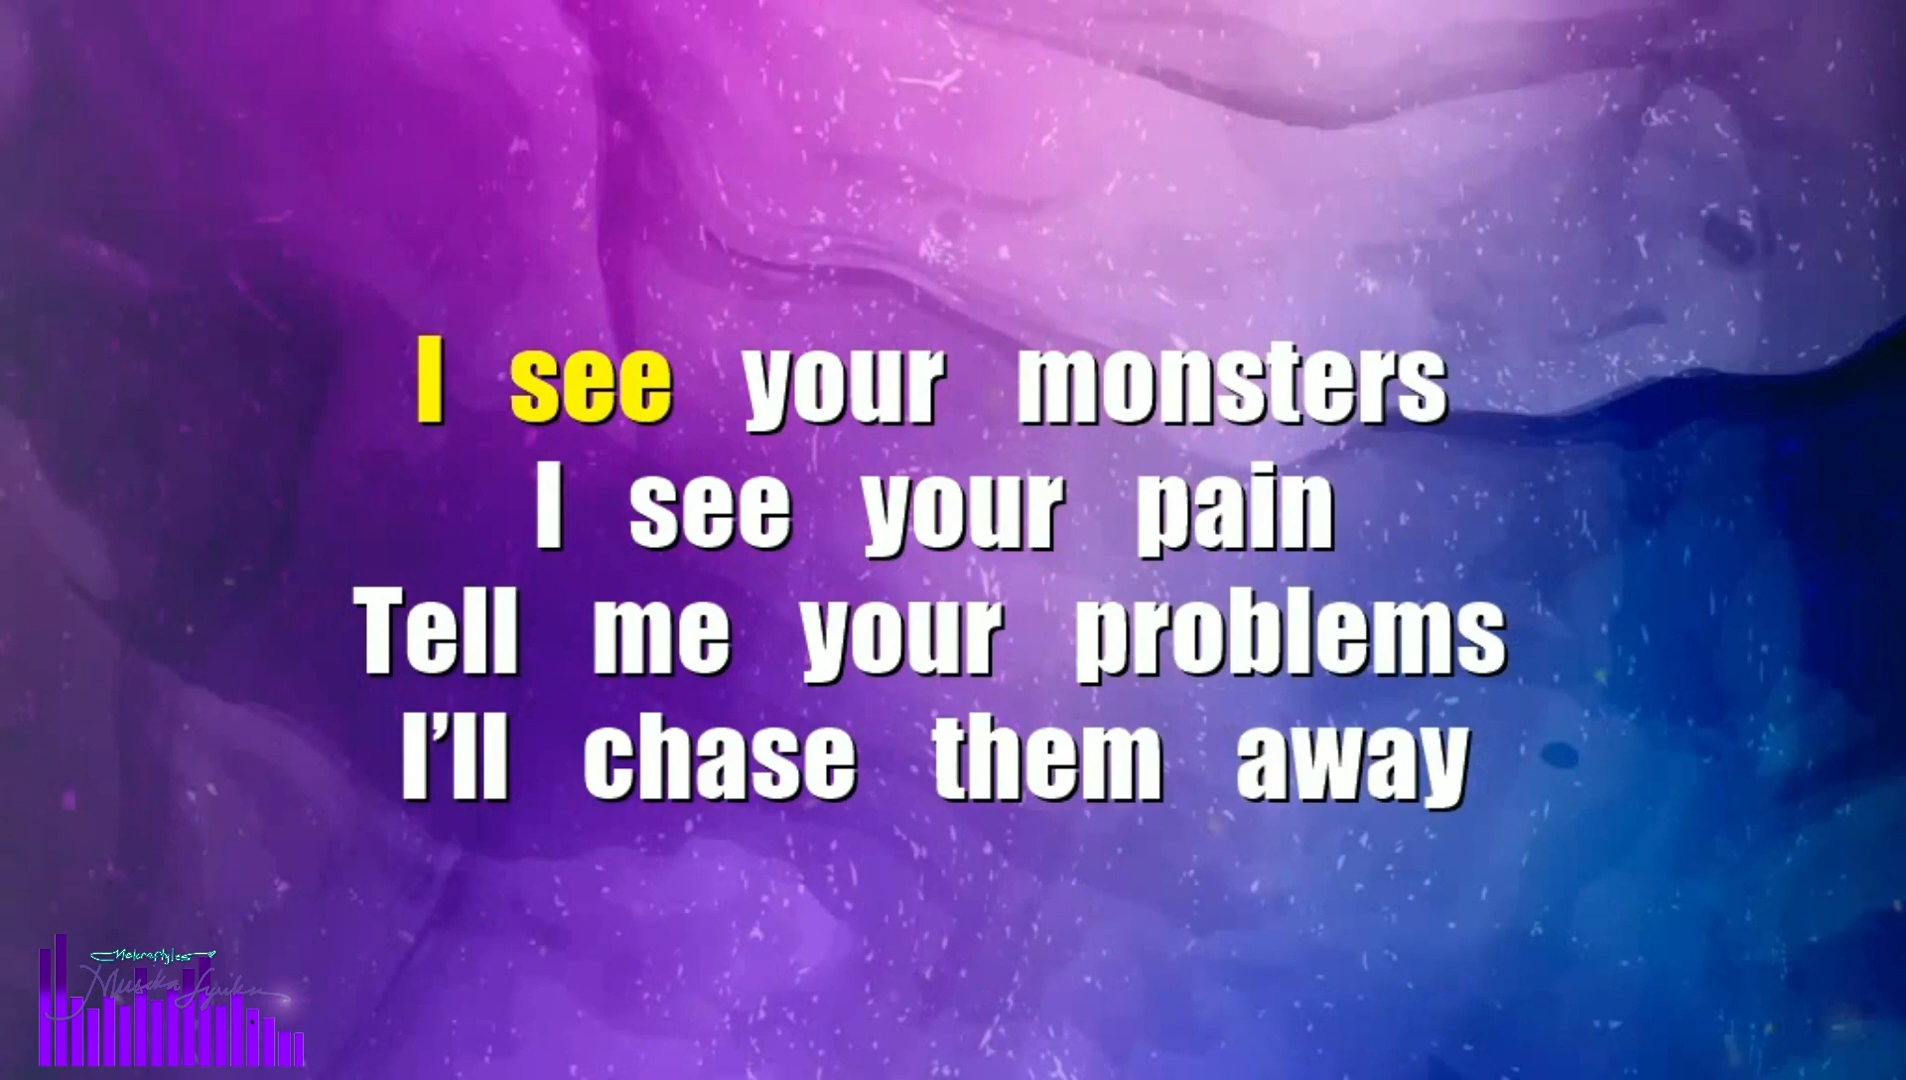 I see your monsters
I see your pain
Tell me your problems
I'll chase them away